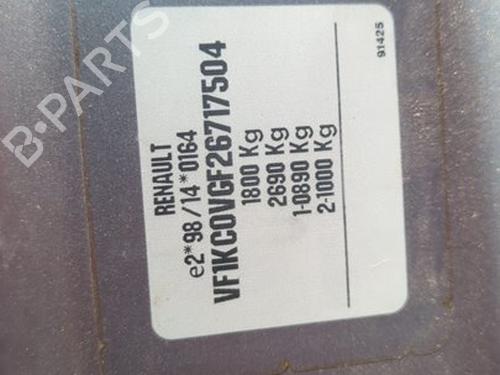 RENAULT
e2*98/14*0164
VF1KC0VGF26717504
1800 Kg
2690 Kg
1-0890 Kg
2-1000 Kg
91425
B-PARTS